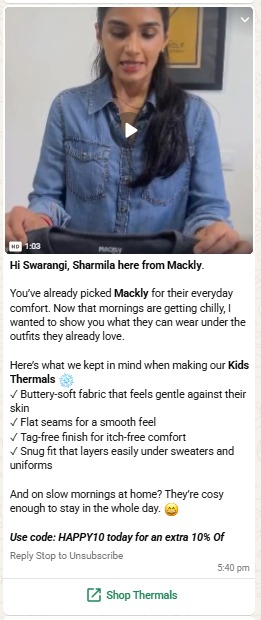 HD 1:03
MACKLY
Hi Swarangi, Sharmila here from Mackly.
You've already picked Mackly for their everyday
comfort. Now that mornings are getting chilly, I
wanted to show you what they can wear under the
outfits they already love.
Here's what we kept in mind when making our Kids
Thermals ❄️
✓ Buttery-soft fabric that feels gentle against their
skin
✓ Flat seams for a smooth feel
✓ Tag-free finish for itch-free comfort
✓ Snug fit that layers easily under sweaters and
uniforms
And on slow mornings at home? They're cosy
enough to stay in the whole day. 😊
Use code: HAPPY10 today for an extra 10% Of
Reply Stop to Unsubscribe
5:40 pm
Shop Thermals